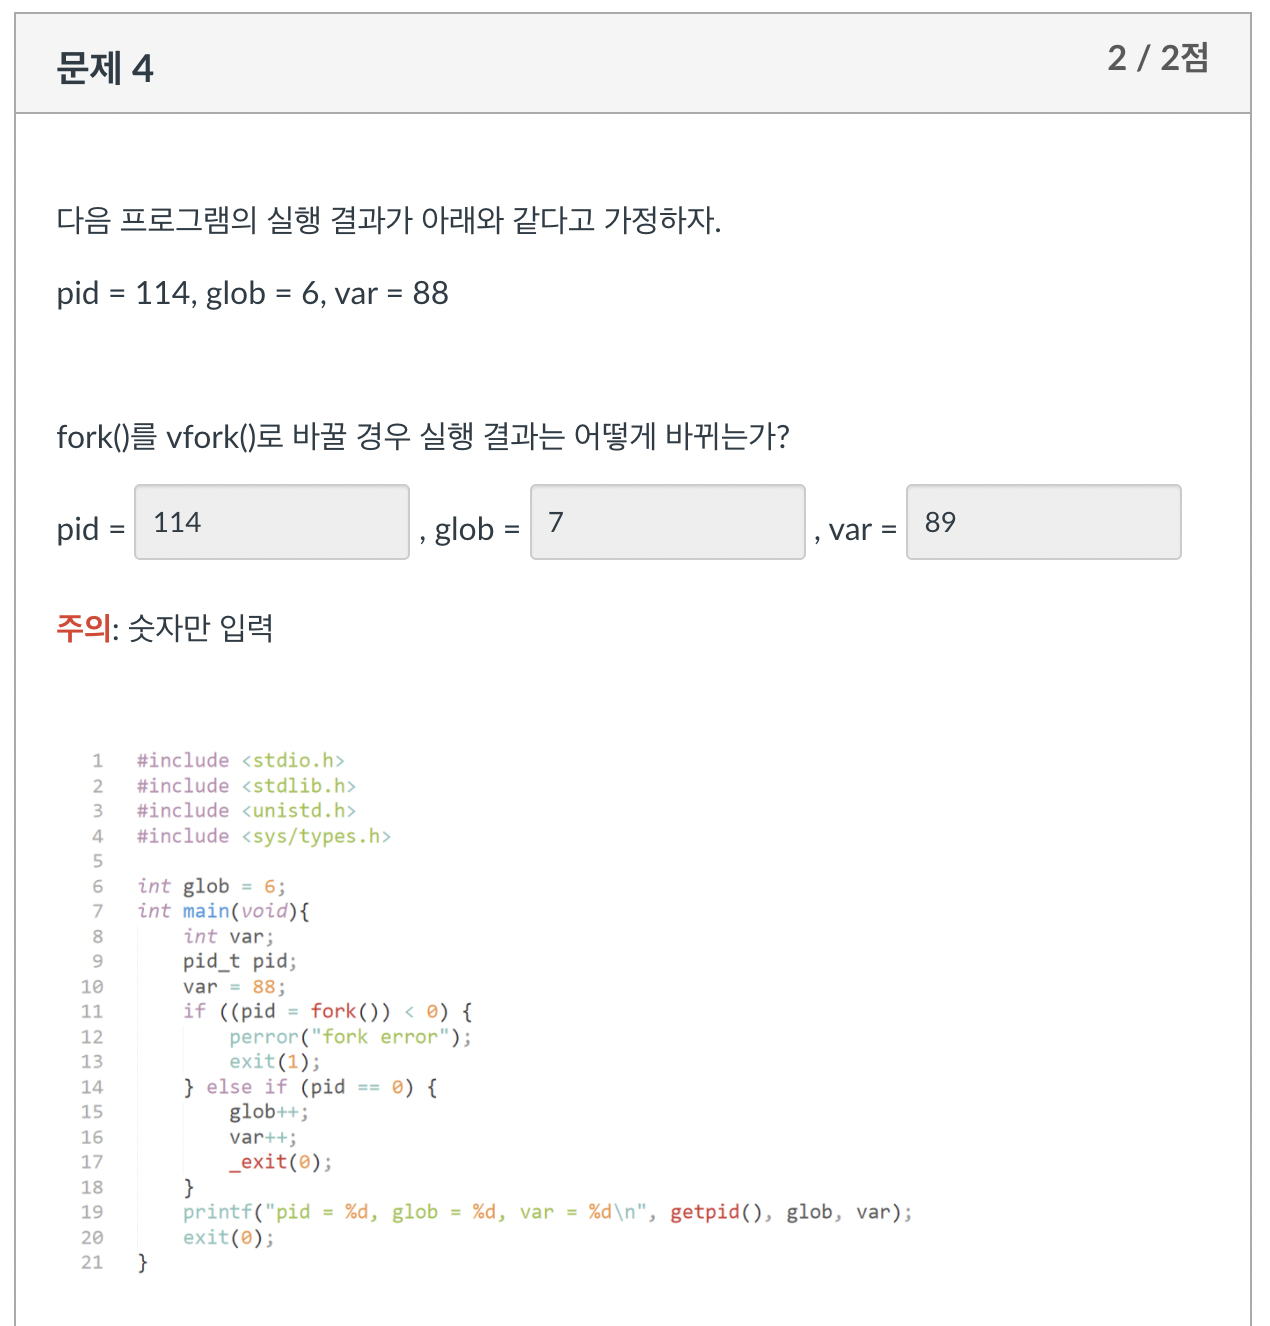 문제 4
2 / 2점
다음 프로그램의 실행 결과가 아래와 같다고 가정하자.
pid = 114, glob = 6, var = 88
fork()를 vfork()로 바꿀 경우 실행 결과는 어떻게 바뀌는가?
pid = 114 , glob = 7 , var = 89
주의: 숫자만 입력
1 #include <stdio.h>
2 #include <stdlib.h>
3 #include <unistd.h>
4 #include <sys/types.h>
5
6 int glob = 6;
7 int main(void){
8     int var;
9     pid_t pid;
10     var = 88;
11     if ((pid = fork()) < 0) {
12         perror("fork error");
13         exit(1);
14     } else if (pid == 0) {
15         glob++;
16         var++;
17         _exit(0);
18     }
19     printf("pid = %d, glob = %d, var = %d\n", getpid(), glob, var);
20     exit(0);
21 }